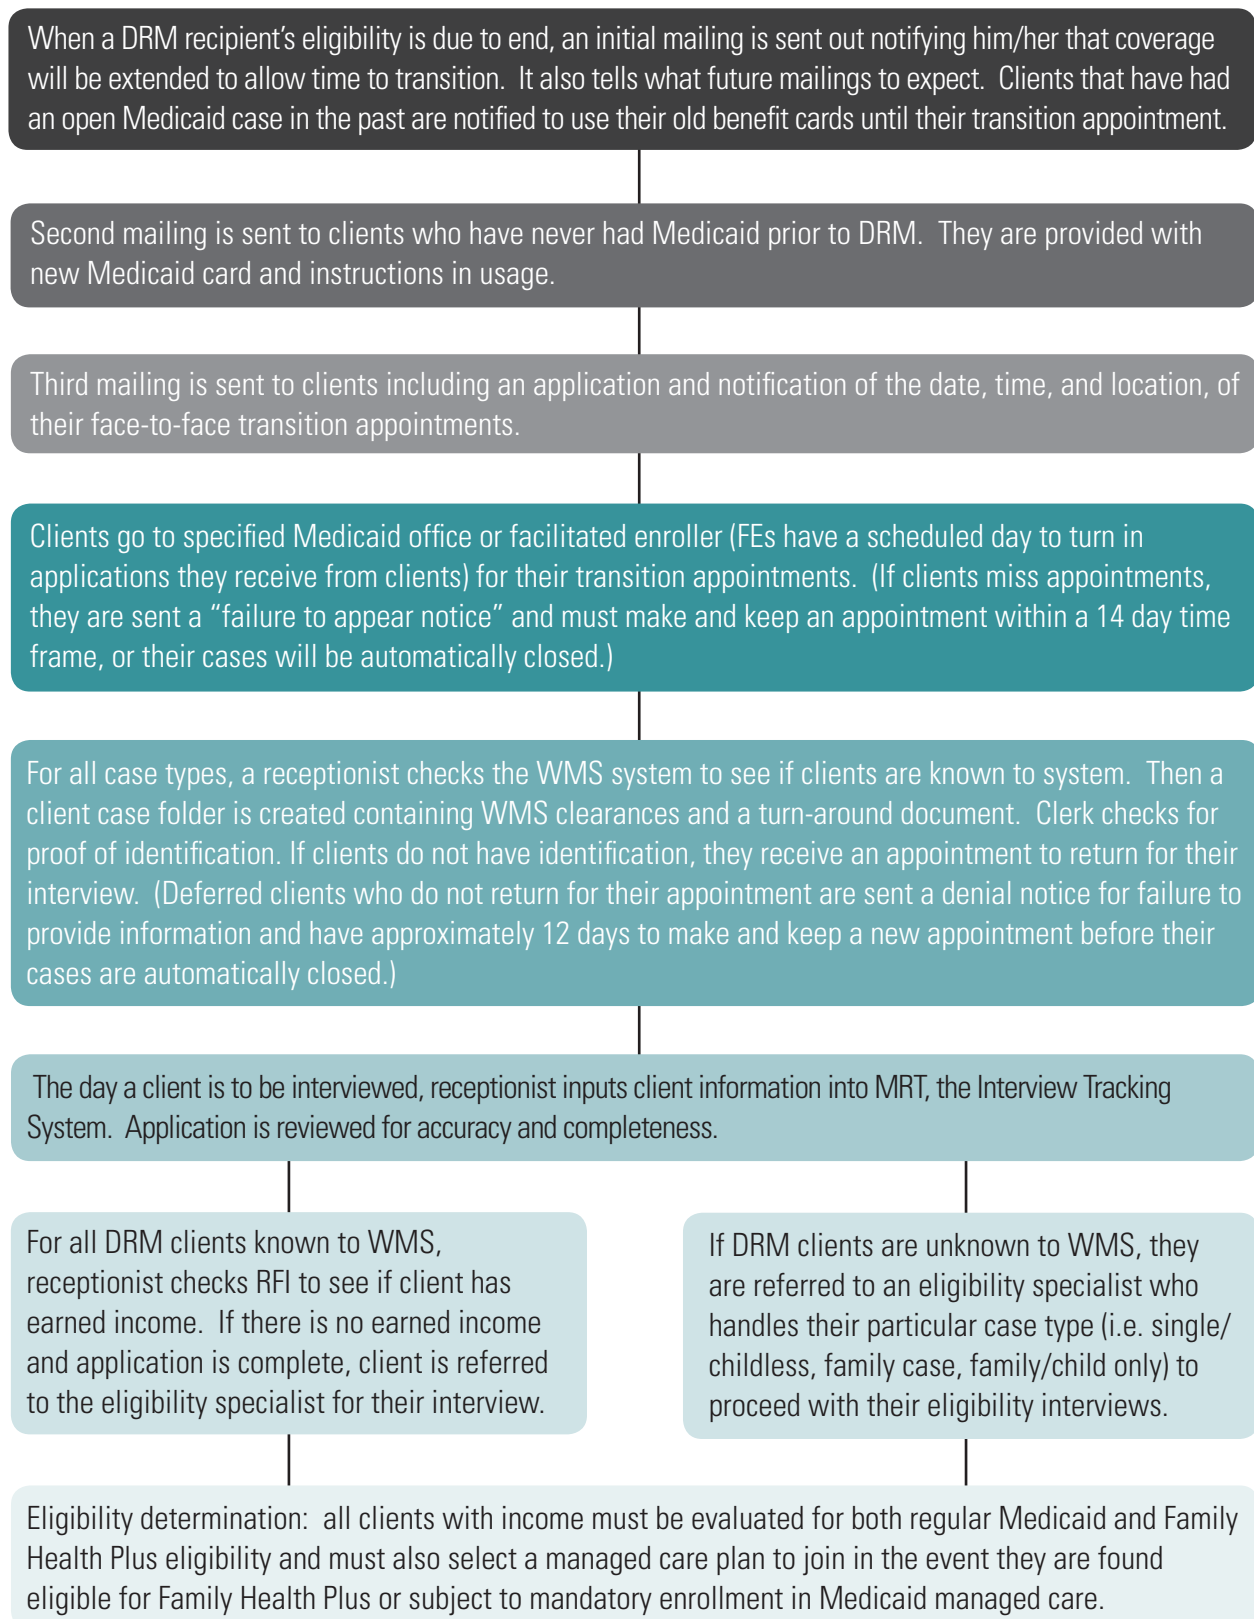 When a DRM recipient’s eligibility is due to end, an initial mailing is sent out notifying him/her that coverage
will be extended to allow time to transition.  It also tells what future mailings to expect.  Clients that have had
an open Medicaid case in the past are notified to use their old benefit cards until their transition appointment.
Second mailing is sent to clients who have never had Medicaid prior to DRM.  They are provided with
new Medicaid card and instructions in usage.
Third mailing is sent to clients including an application and notification of the date, time, and location, of
their face-to-face transition appointments.
Clients go to specified Medicaid office or facilitated enroller (FEs have a scheduled day to turn in
applications they receive from clients) for their transition appointments.  (If clients miss appointments,
they are sent a “failure to appear notice” and must make and keep an appointment within a 14 day time
frame, or their cases will be automatically closed.)
For all case types, a receptionist checks the WMS system to see if clients are known to system.  Then a
client case folder is created containing WMS clearances and a turn-around document.  Clerk checks for
proof of identification. If clients do not have identification, they receive an appointment to return for their
interview.  (Deferred clients who do not return for their appointment are sent a denial notice for failure to
provide information and have approximately 12 days to make and keep a new appointment before their
cases are automatically closed.)
The day a client is to be interviewed, receptionist inputs client information into MRT, the Interview Tracking
System.  Application is reviewed for accuracy and completeness.
For all DRM clients known to WMS,
receptionist checks RFI to see if client has
earned income.  If there is no earned income
and application is complete, client is referred
to the eligibility specialist for their interview.
If DRM clients are unknown to WMS, they
are referred to an eligibility specialist who
handles their particular case type (i.e. single/
childless, family case, family/child only) to
proceed with their eligibility interviews.
Eligibility determination:  all clients with income must be evaluated for both regular Medicaid and Family
Health Plus eligibility and must also select a managed care plan to join in the event they are found
eligible for Family Health Plus or subject to mandatory enrollment in Medicaid managed care.